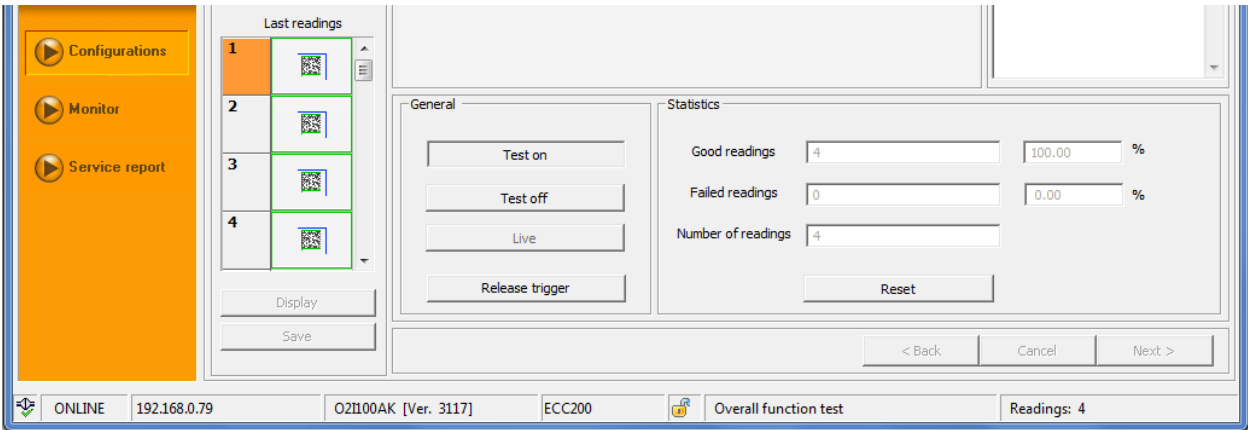 Configurations
Monitor
Service report
Last readings
1
2
3
4
Display
Save
General
Test on
Test off
Live
Release trigger
Statistics
Good readings 4 100.00 %
Failed readings 0 0.00 %
Number of readings 4
Reset
< Back Cancel Next >
ONLINE 192.168.0.79 O2I100AK [Ver. 3117] ECC200 Overall function test Readings: 4